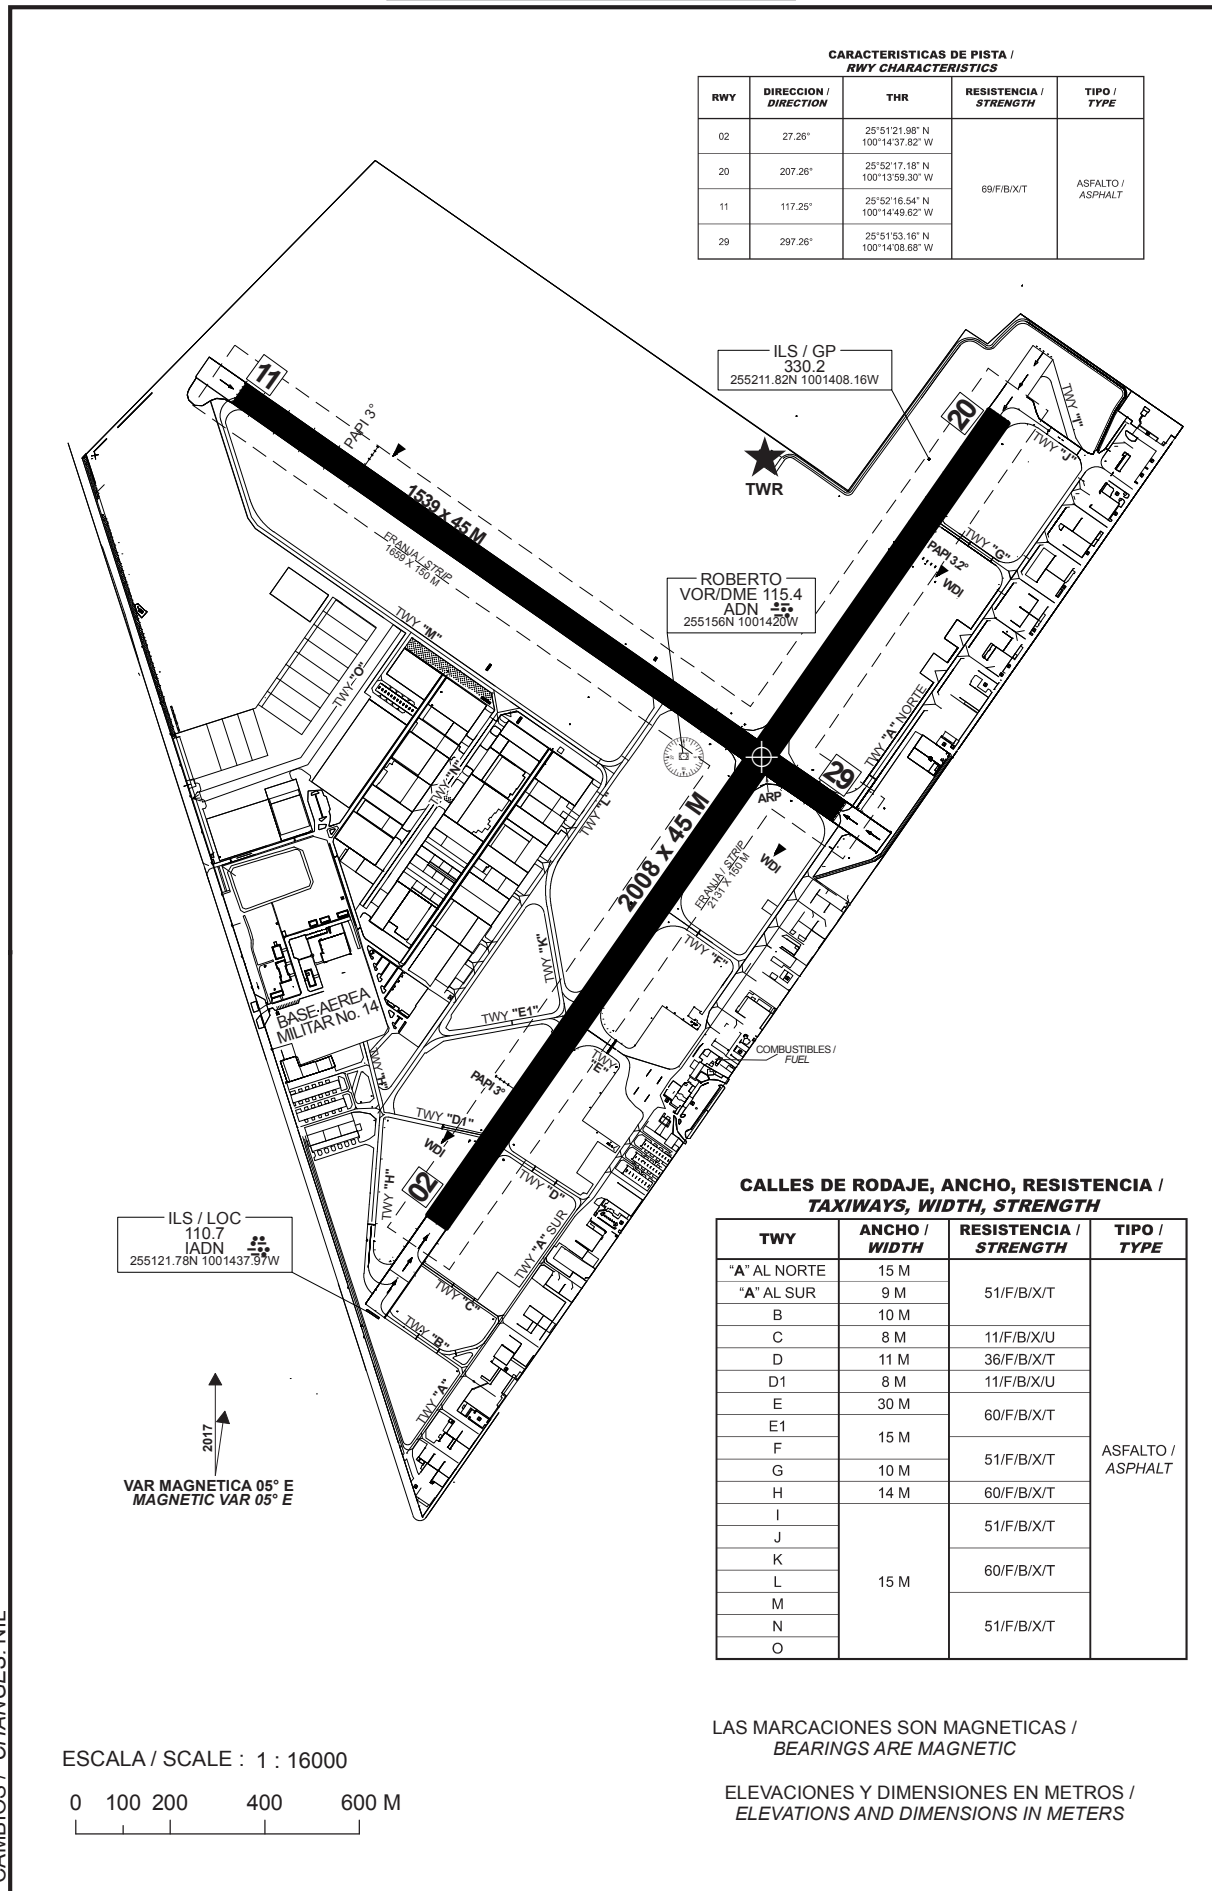 CARACTERISTICAS DE PISTA /
RWY CHARACTERISTICS
RWY
DIRECCION /
DIRECTION
THR
RESISTENCIA /
STRENGTH
TIPO /
TYPE
02
27.26°
25°51'21.98" N
100°14'37.82" W
20
207.26°
25°52'17.18" N
100°13'59.30" W
11
117.25°
25°52'16.54" N
100°14'49.62" W
29
297.26°
25°51'53.16" N
100°14'08.68" W
69/F/B/X/T
ASFALTO /
ASPHALT
ILS / GP
330.2
255211.82N 1001408.16W
11
PAPI 3°
20
TWY "I"
TWY "J"
TWR
1539 x 45 M
FRANJA / STRIP
1659 X 150 M
TWY "G"
PAPI 3.2°
WDI
ROBERTO
VOR/DME 115.4
ADN
255156N 1001420W
TWY "M"
TWY "O"
TWY "A" NORTE
TWY "N"
TWY "L"
29
ARP
2008 x 45 M
FRANJA / STRIP
2131 X 150 M
WDI
TWY "K"
TWY "F"
BASE AEREA
MILITAR No. 14
TWY "E1"
TWY
"E"
COMBUSTIBLES /
FUEL
TWY "H"
PAPI 3°
TWY "D1"
WDI
TWY "H"
02
TWY "D"
TWY "A" SUR
ILS / LOC
110.7
IADN
255121.78N 1001437.97W
TWY "C"
TWY "B"
TWY "A"
2017
VAR MAGNETICA 05° E
MAGNETIC VAR 05° E
CALLES DE RODAJE, ANCHO, RESISTENCIA /
TAXIWAYS, WIDTH, STRENGTH
TWY
ANCHO /
WIDTH
RESISTENCIA /
STRENGTH
TIPO /
TYPE
“A” AL NORTE
15 M
“A” AL SUR
9 M
51/F/B/X/T
B
10 M
C
8 M
11/F/B/X/U
D
11 M
36/F/B/X/T
D1
8 M
11/F/B/X/U
E
30 M
60/F/B/X/T
E1
15 M
F
51/F/B/X/T
G
10 M
H
14 M
60/F/B/X/T
I
51/F/B/X/T
J
K
60/F/B/X/T
L
15 M
M
N
51/F/B/X/T
O
ASFALTO /
ASPHALT
LAS MARCACIONES SON MAGNETICAS /
BEARINGS ARE MAGNETIC
ELEVACIONES Y DIMENSIONES EN METROS /
ELEVATIONS AND DIMENSIONS IN METERS
ESCALA / SCALE : 1 : 16000
0 100 200 400 600 M
CAMBIOS / CHANGES: NIL